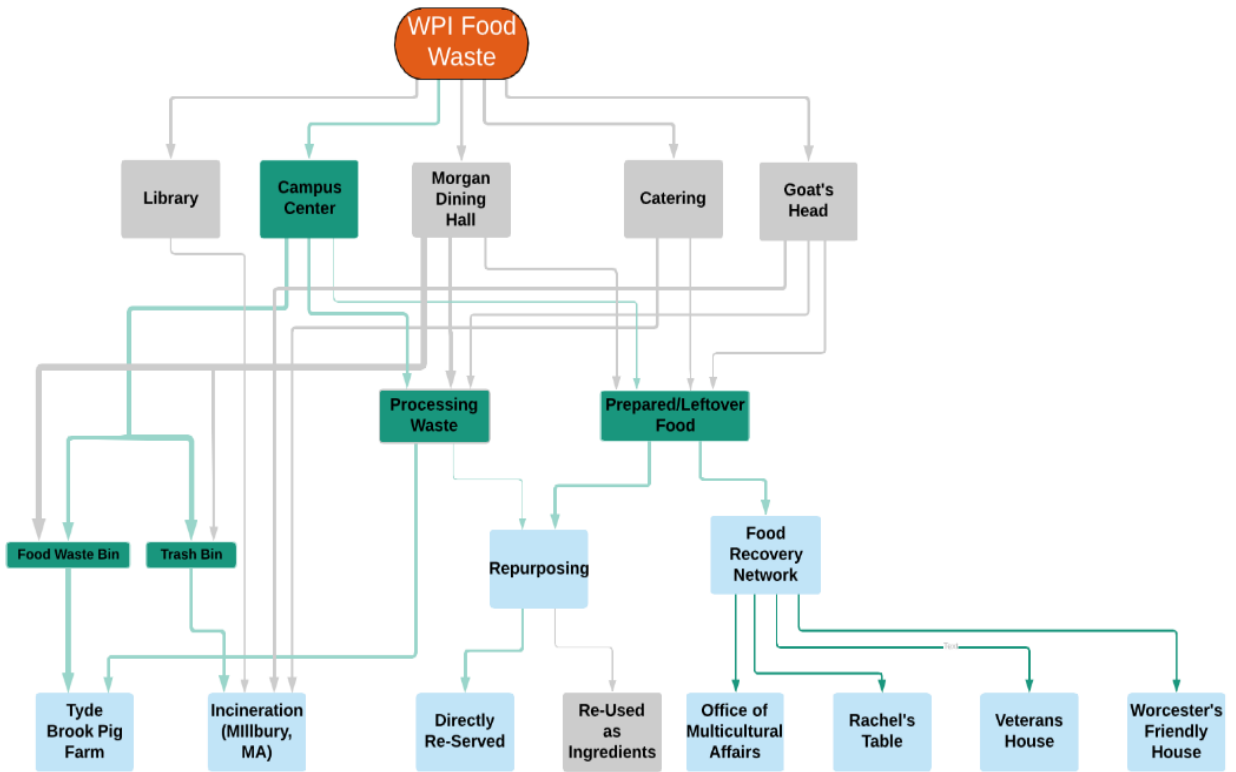 WPI Food
Waste
Library
Campus
Center
Morgan
Dining
Hall
Catering
Goat's
Head
Processing
Waste
Prepared/Leftover
Food
Food Waste Bin
Trash Bin
Repurposing
Food
Recovery
Network
Text
Tyde
Brook Pig
Farm
Incineration
(MIllbury,
MA)
Directly
Re-Served
Re-Used
as
Ingredients
Office of
Multicultural
Affairs
Rachel's
Table
Veterans
House
Worcester's
Friendly
House